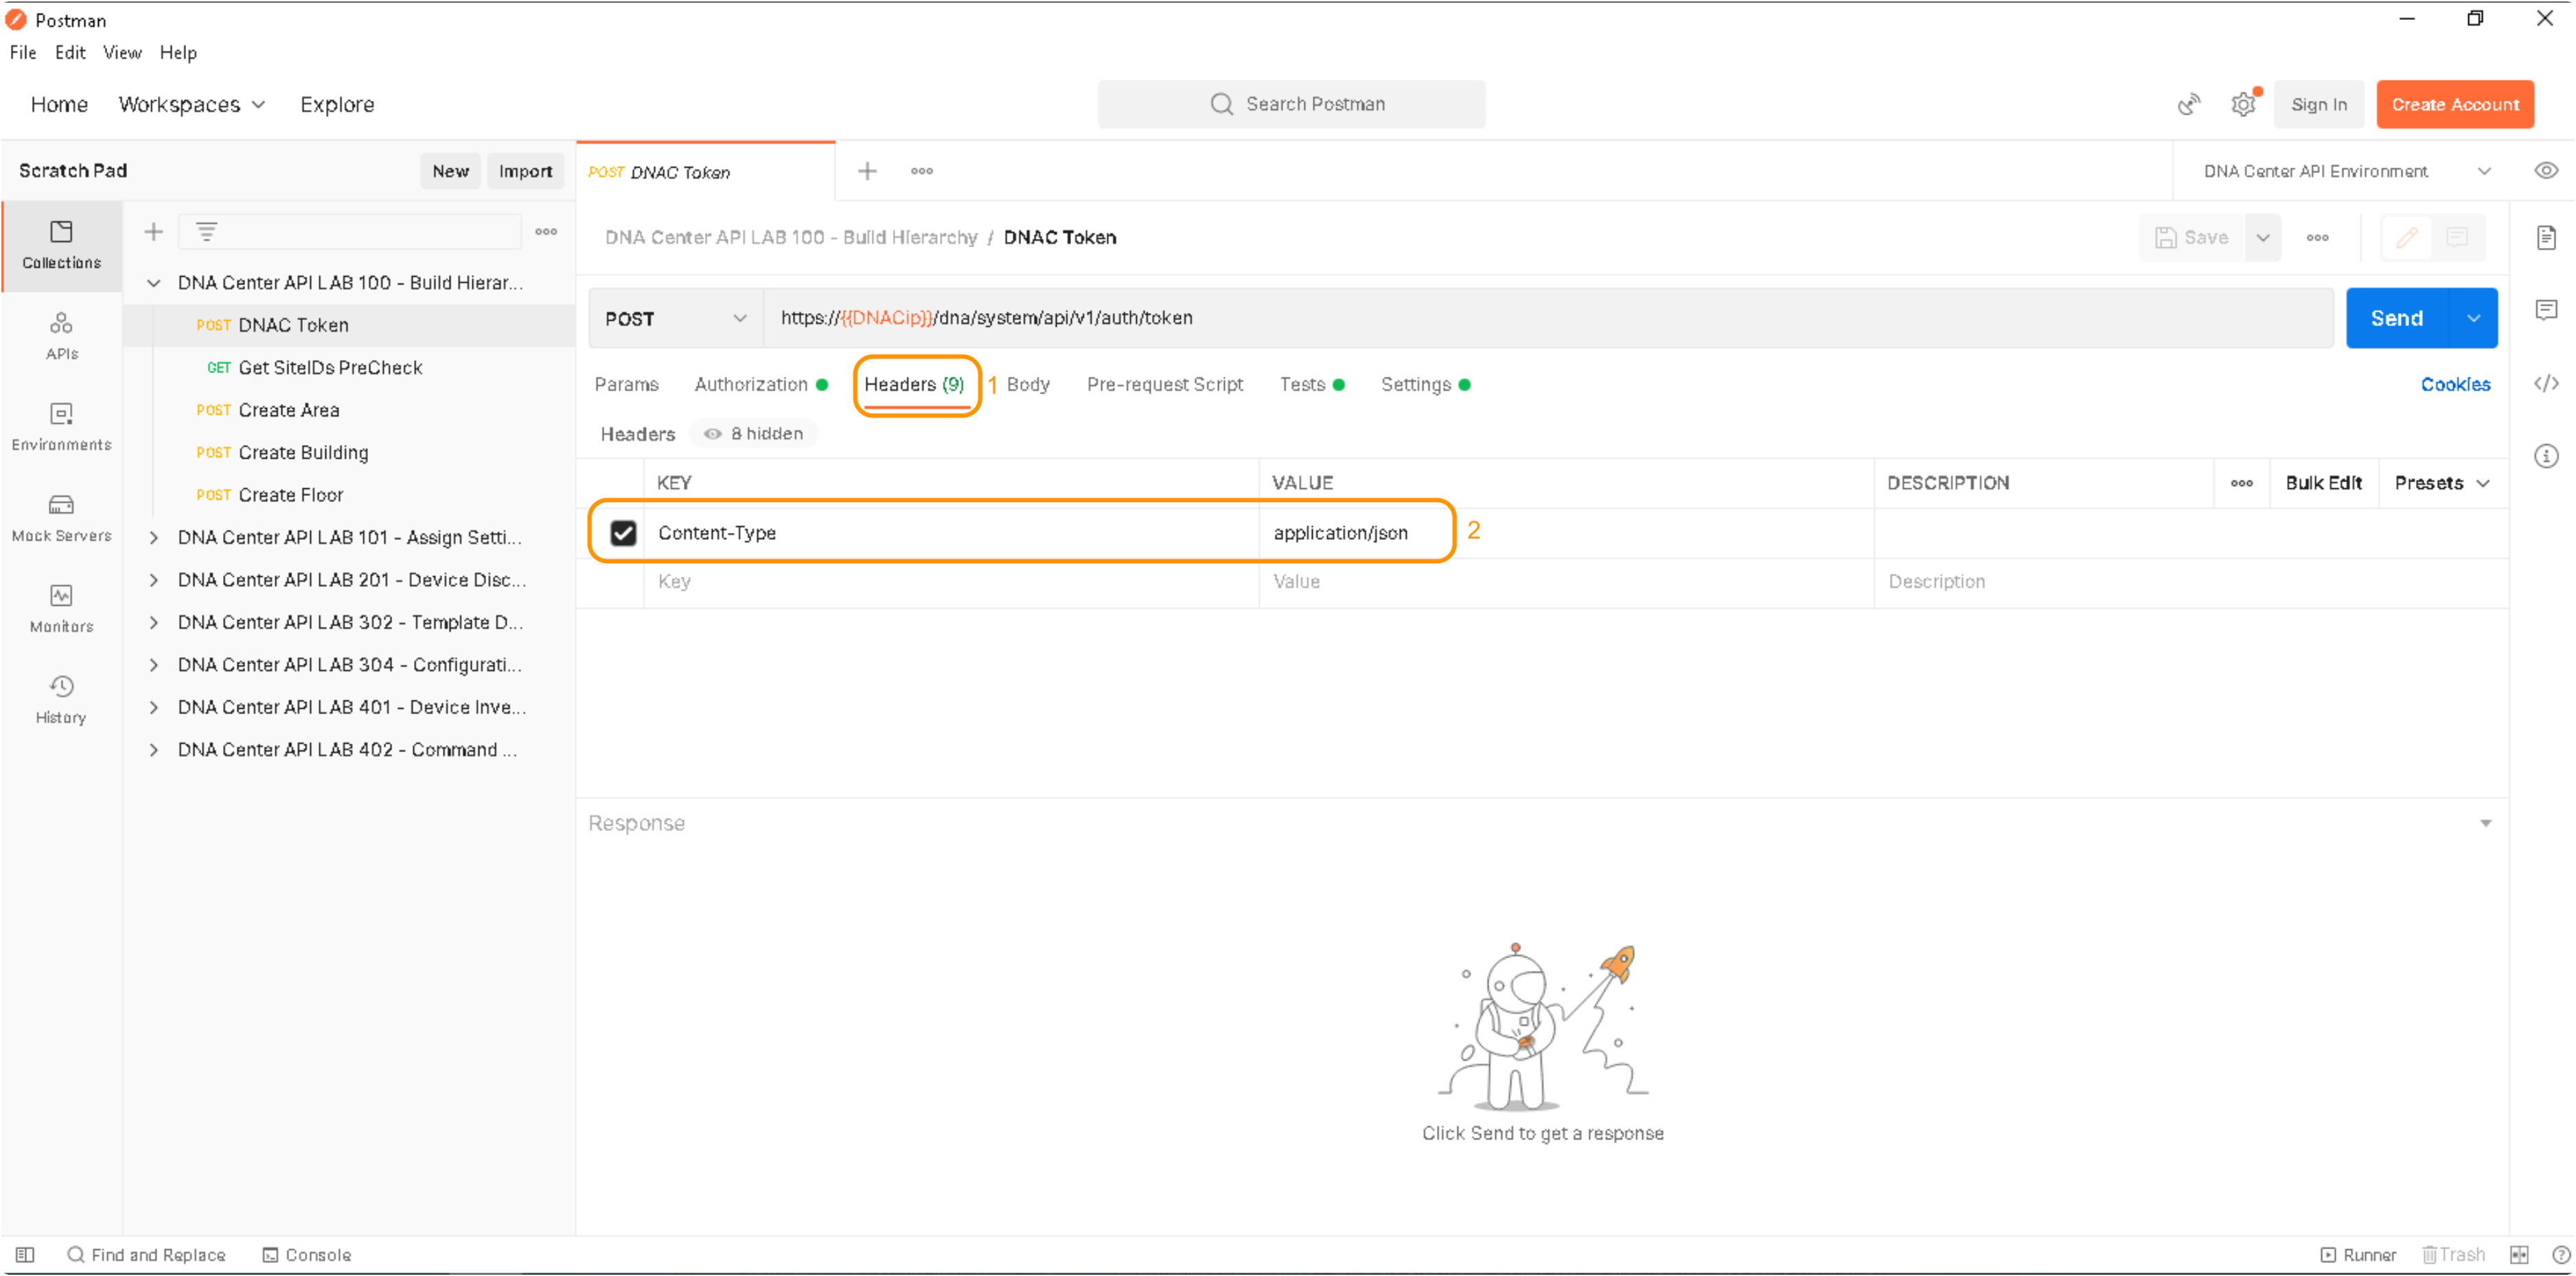 Postman
File Edit View Help
Home Workspaces Explore
Search Postman
Sign In
Create Account
Scratch Pad
New
Import
POST DNAC Token
DNA Center API Environment
Collections
APIs
Environments
Mock Servers
Monitors
History
DNA Center API LAB 100 - Build Hierar...
POST DNAC Token
GET Get SiteIDs PreCheck
POST Create Area
POST Create Building
POST Create Floor
DNA Center API LAB 101 - Assign Setti...
DNA Center API LAB 201 - Device Disc...
DNA Center API LAB 302 - Template D...
DNA Center API LAB 304 - Configurati...
DNA Center API LAB 401 - Device Inve...
DNA Center API LAB 402 - Command ...
DNA Center API LAB 100 - Build Hierarchy / DNAC Token
Save
POST
https://{{DNACip}}/dna/system/api/v1/auth/token
Send
Params Authorization Headers (9) 1 Body Pre-request Script Tests Settings
Cookies
Headers 8 hidden
KEY VALUE DESCRIPTION Bulk Edit Presets
Content-Type application/json 2
Key Value Description
Response
Click Send to get a response
Find and Replace Console
Runner Trash